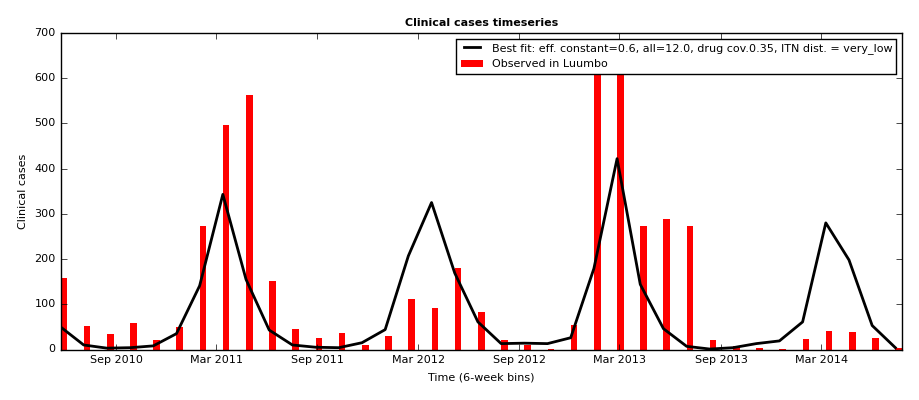 Clinical cases timeseries
700
600
500
400
300
200
100
0
Clinical cases
Best fit: eff. constant=0.6, all=12.0, drug cov.0.35, ITN dist. = very_low
Observed in Luumbo
Sep 2010 Mar 2011 Sep 2011 Mar 2012 Sep 2012 Mar 2013 Sep 2013 Mar 2014
Time (6-week bins)